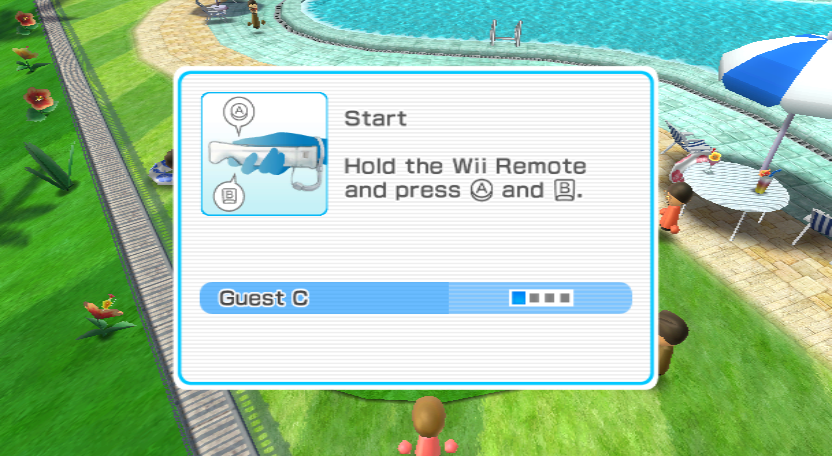 A
B
Start
Hold the Wii Remote
and press A and B.
Guest C